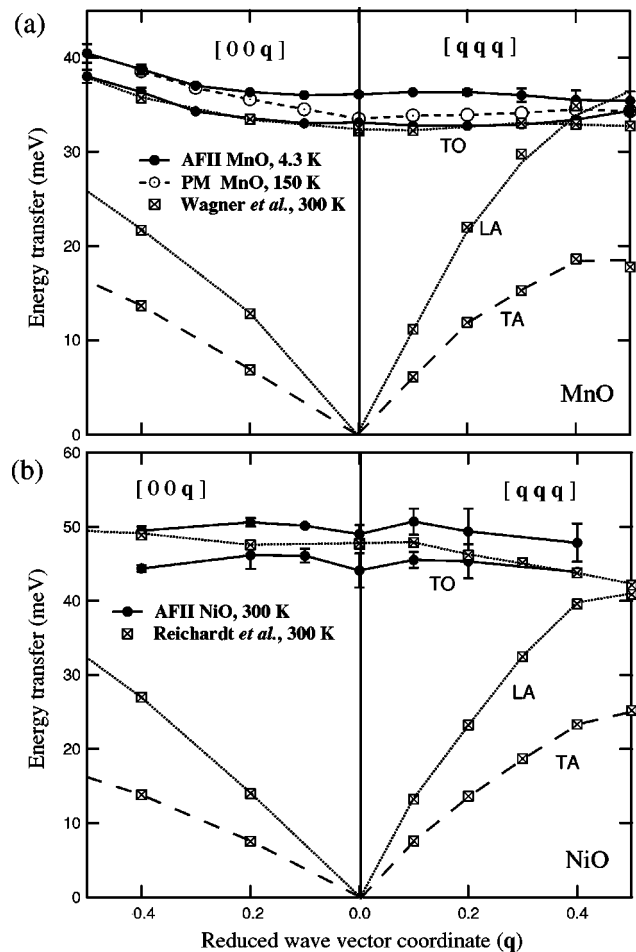 (a)
[ 0 0 q ]
[ q q q ]
40
30
20
10
0
Energy transfer (meV)
AFII MnO, 4.3 K
PM MnO, 150 K
Wagner et al., 300 K
TO
LA
TA
MnO
(b)
[ 0 0 q ]
[ q q q ]
60
50
40
30
20
10
0
Energy transfer (meV)
AFII NiO, 300 K
Reichardt et al., 300 K
TO
LA
TA
NiO
0.4 0.2 0.0 0.2 0.4
Reduced wave vector coordinate (q)